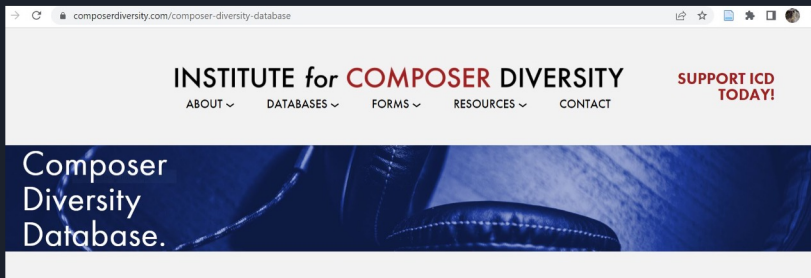 composerdiversity.com/composer-diversity-database
INSTITUTE for COMPOSER DIVERSITY
SUPPORT ICD
TODAY!
ABOUT DATABASES FORMS RESOURCES CONTACT
Composer
Diversity
Database.